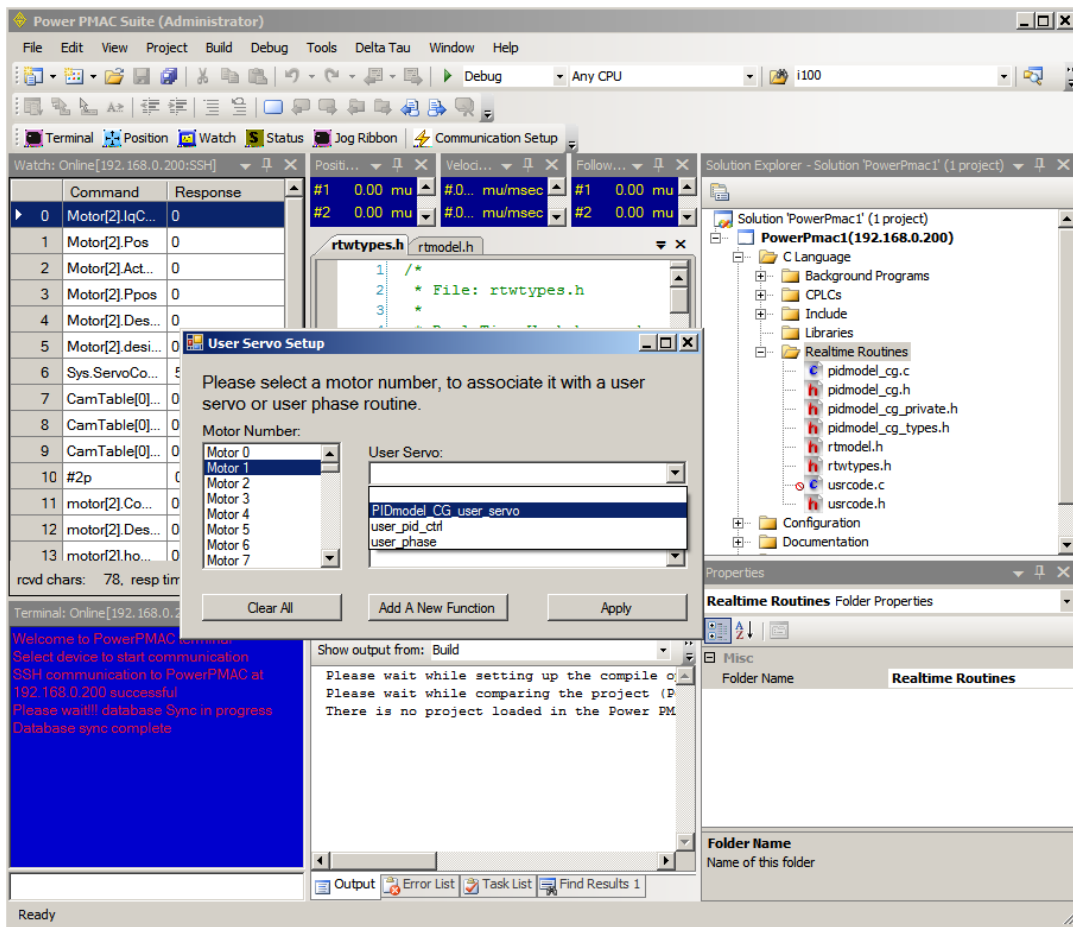 Power PMAC Suite (Administrator)
File Edit View Project Build Debug Tools Delta Tau Window Help
Debug Any CPU i100
Terminal Position Watch Status Jog Ribbon Communication Setup
Watch: Online[192.168.0.200:SSH]
Command Response
0 Motor[2].IqC... 0
1 Motor[2].Pos 0
2 Motor[2].Act... 0
3 Motor[2].Ppos 0
4 Motor[2].Des... 0
5 Motor[2].desi... 0
6 Sys.ServoCo...
7 CamTable[0]... 0
8 CamTable[0]... 0
9 CamTable[0]... 0
10 #2p
11 motor[2].Co... 0
12 motor[2].Des... 0
13 motor[2].ho... 0
rcvd chars: 78, resp tim
Positi... Veloci... Follow...
#1 0.00 mu #.0... mu/msec #1 0.00 mu
#2 0.00 mu #.0... mu/msec #2 0.00 mu
rtwtypes.h rtmodel.h
1 /*
2 * File: rtwtypes.h
3 *
Solution Explorer - Solution 'PowerPmac1' (1 project)
Solution 'PowerPmac1' (1 project)
PowerPmac1(192.168.0.200)
C Language
Background Programs
CPLCs
Include
Libraries
Realtime Routines
pidmodel_cg.c
pidmodel_cg.h
pidmodel_cg_private.h
pidmodel_cg_types.h
rtmodel.h
rtwtypes.h
usrcode.c
usrcode.h
Configuration
Documentation
User Servo Setup
Please select a motor number, to associate it with a user
servo or user phase routine.
Motor Number:
Motor 0
Motor 1
Motor 2
Motor 3
Motor 4
Motor 5
Motor 6
Motor 7
User Servo:
PIDmodel_CG_user_servo
user_pid_ctrl
user_phase
Clear All Add A New Function Apply
Terminal: Online[192.168.0.2
Welcome to PowerPMAC terminal
Select device to start communication
SSH communication to PowerPMAC at
192.168.0.200 successful
Please wait!!! database Sync in progress
Database sync complete
Show output from: Build
Please wait while setting up the compile o
Please wait while comparing the project (P
There is no project loaded in the Power PM
Output Error List Task List Find Results 1
Properties
Realtime Routines Folder Properties
Misc
Folder Name Realtime Routines
Folder Name
Name of this folder
Ready